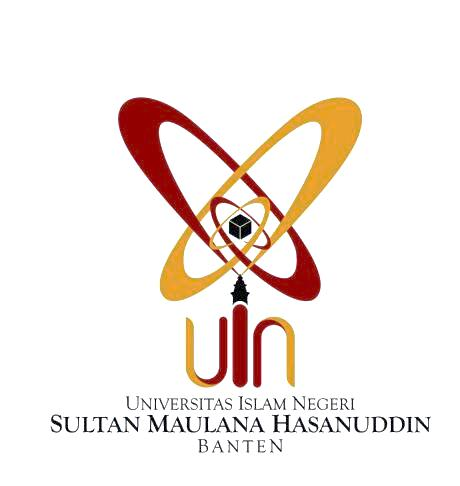 uin
UNIVERSITAS ISLAM NEGERI
SULTAN MAULANA HASANUDDIN
BANTEN